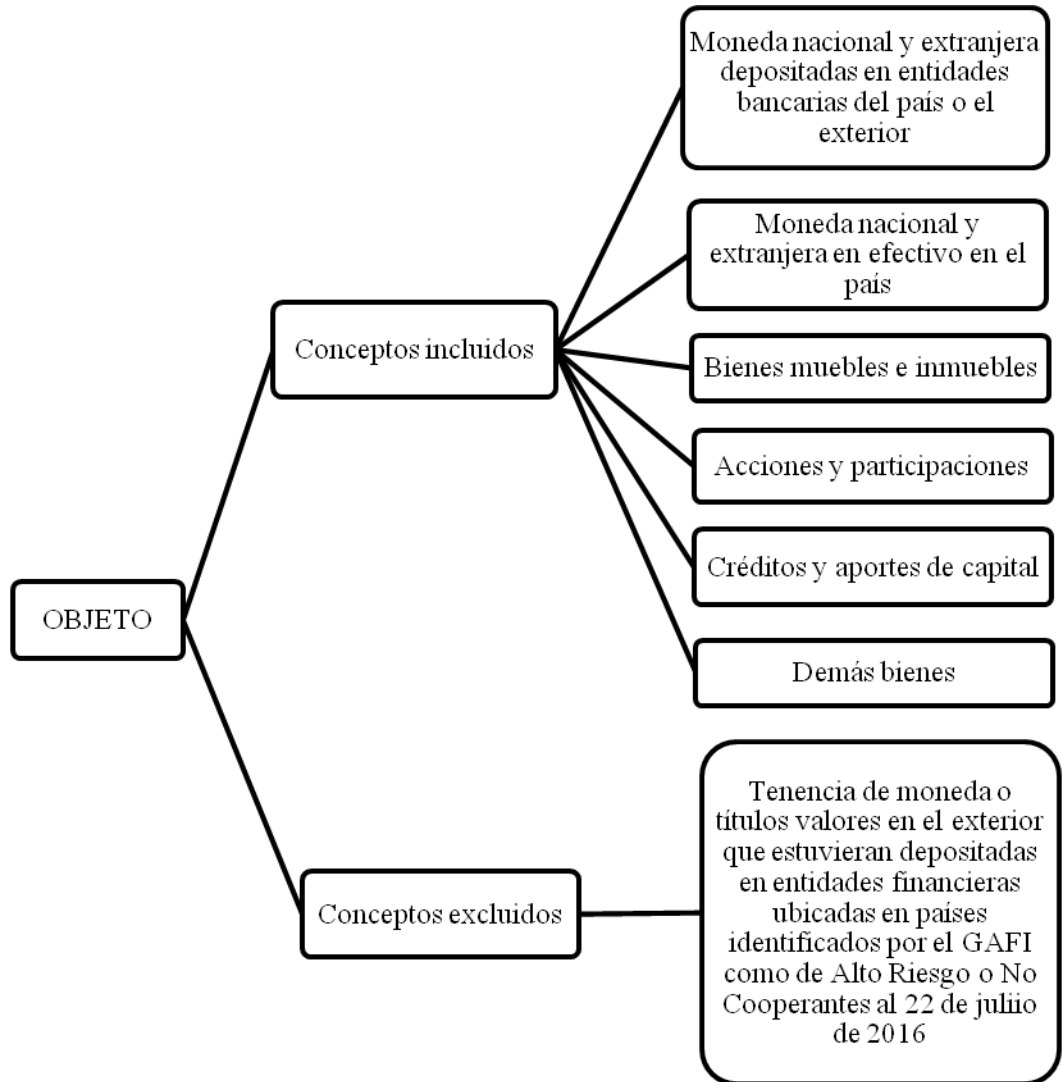 Moneda nacional y extranjera
depositadas en entidades
bancarias del país o el
exterior
Moneda nacional y
extranjera en efectivo en el
país
Conceptos incluidos
Bienes muebles e inmuebles
Acciones y participaciones
Créditos y aportes de capital
OBJETO
Demás bienes
Conceptos excluidos
Tenencia de moneda o
títulos valores en el exterior
que estuvieran depositadas
en entidades financieras
ubicadas en países
identificados por el GAFI
como de Alto Riesgo o No
Cooperantes al 22 de juliio
de 2016